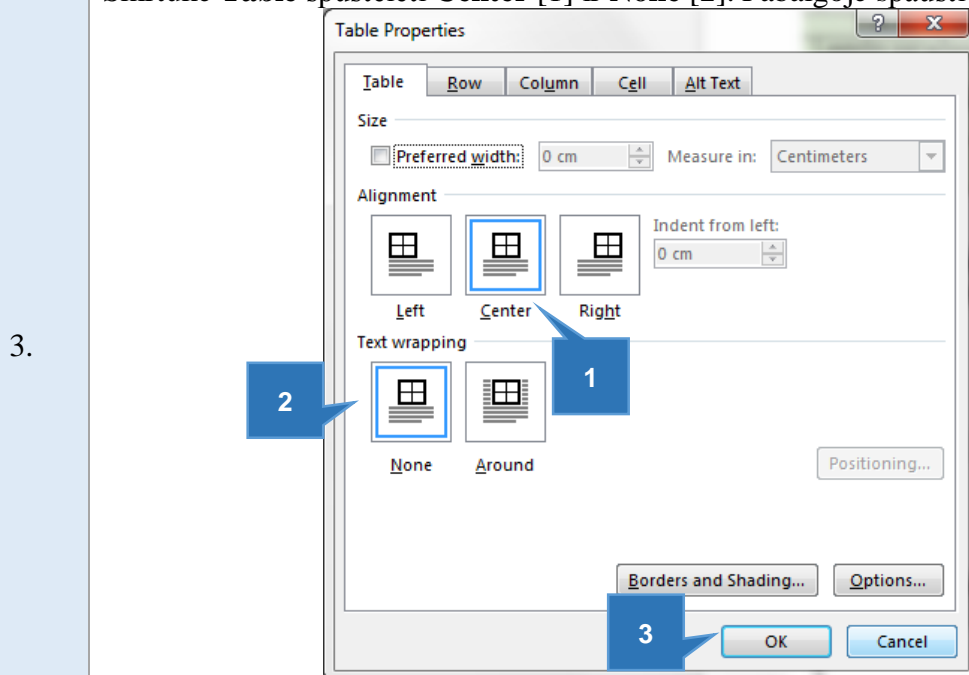 Table Properties
Table Row Column Cell Alt Text
Size
Preferred width: 0 cm Measure in: Centimeters
Alignment
Indent from left:
0 cm
Left Center Right
3.
Text wrapping
1
2
None Around Positioning...
Borders and Shading... Options...
3
OK Cancel